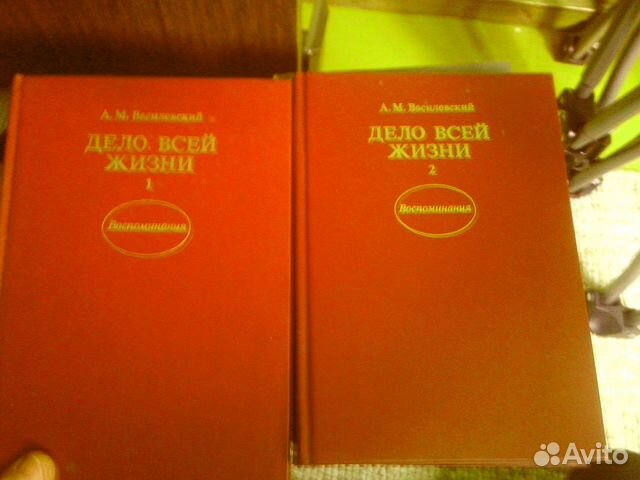 А. М. Василевский
ДЕЛО ВСЕЙ
ЖИЗНИ
1
Воспоминания
А. М. Василевский
ДЕЛО ВСЕЙ
ЖИЗНИ
2
Воспоминания
Avito